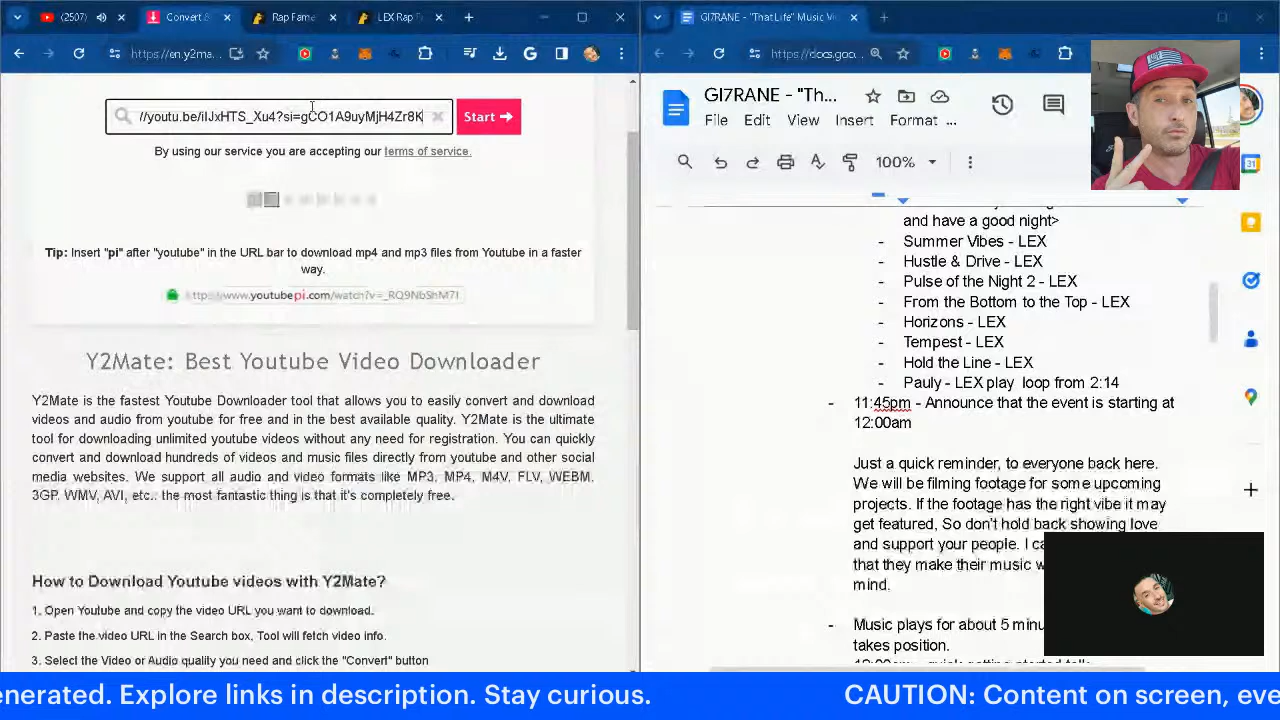 (2507)
Convert &
Rap Fame
LEX Rap F
https://en.y2ma...
//youtu.be/iIJxHTS_Xu4?si=gCO1A9uyMjH4Zr8K
Start
By using our service you are accepting our terms of service.
Tip: Insert "pi" after "youtube" in the URL bar to download mp4 and mp3 files from Youtube in a faster
way.
http://www.youtubepi.com/watch?v=_RQ9NbShM7I
Y2Mate: Best Youtube Video Downloader
Y2Mate is the fastest Youtube Downloader tool that allows you to easily convert and download
videos and audio from youtube for free and in the best available quality. Y2Mate is the ultimate
tool for downloading unlimited youtube videos without any need for registration. You can quickly
convert and download hundreds of videos and music files directly from youtube and other social
media websites. We support all audio and video formats like MP3, MP4, M4V, FLV, WEBM,
3GP, WMV, AVI, etc.. the most fantastic thing is that it's completely free.
How to Download Youtube videos with Y2Mate?
1. Open Youtube and copy the video URL you want to download.
2. Paste the video URL in the Search box, Tool will fetch video info.
3. Select the Video or Audio quality you need and click the "Convert" button
GI7RANE - "That Life" Music Vi
https://docs.goo...
GI7RANE - "Th...
File Edit View Insert Format ...
100%
and have a good night>
- Summer Vibes - LEX
- Hustle & Drive - LEX
- Pulse of the Night 2 - LEX
- From the Bottom to the Top - LEX
- Horizons - LEX
- Tempest - LEX
- Hold the Line - LEX
- Pauly - LEX play loop from 2:14
- 11:45pm - Announce that the event is starting at
12:00am
Just a quick reminder, to everyone back here.
We will be filming footage for some upcoming
projects. If the footage has the right vibe it may
get featured, So don't hold back showing love
and support your people. I ca
that they make their music w
mind.
- Music plays for about 5 minu
takes position.
12:00am - quick getting started talk
enerated. Explore links in description. Stay curious.
CAUTION: Content on screen, eve